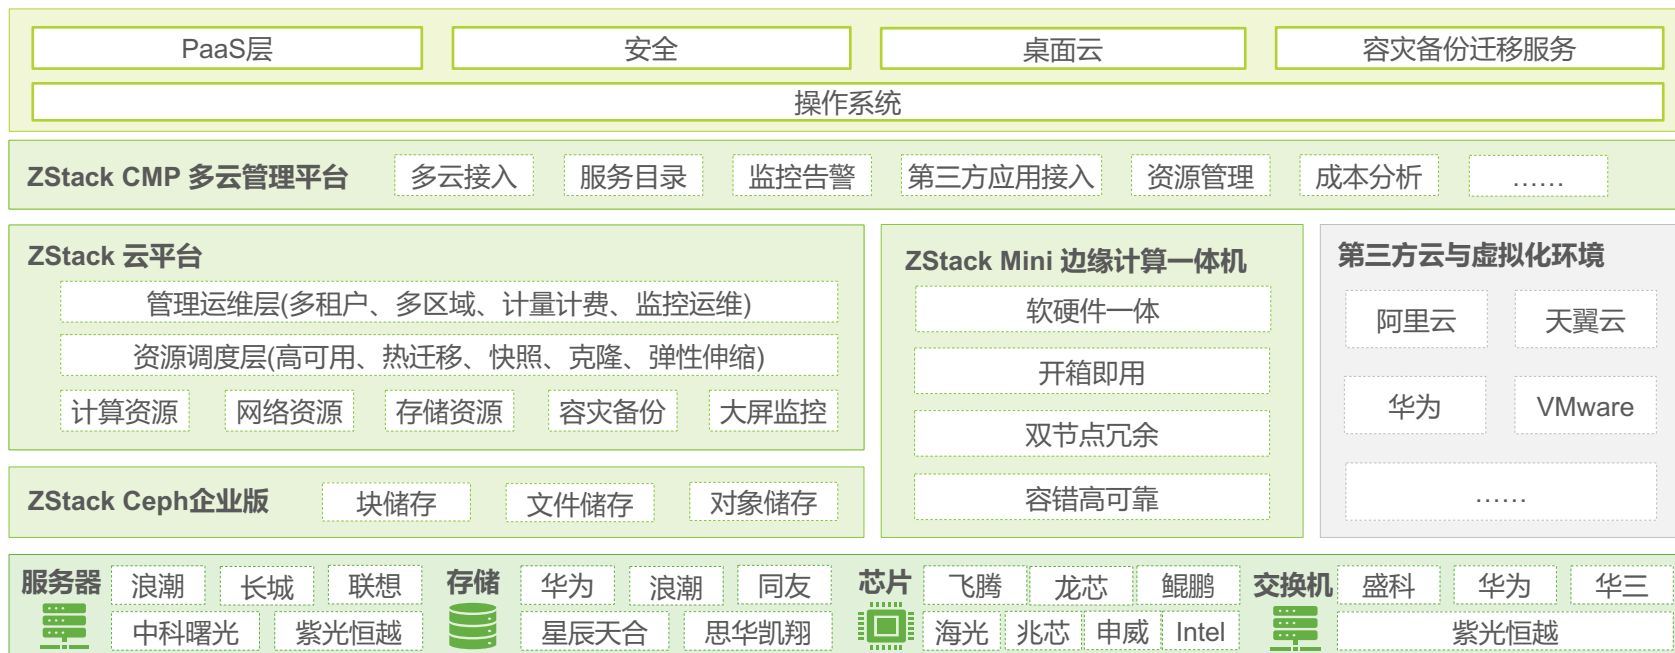 PaaS层 安全 桌面云 容灾备份迁移服务
操作系统
ZStack CMP 多云管理平台 多云接入 服务目录 监控告警 第三方应用接入 资源管理 成本分析 ……
ZStack 云平台
管理运维层(多租户、多区域、计量计费、监控运维)
资源调度层(高可用、热迁移、快照、克隆、弹性伸缩)
计算资源 网络资源 存储资源 容灾备份 大屏监控
ZStack Ceph企业版 块储存 文件储存 对象储存
ZStack Mini 边缘计算一体机
软硬件一体
开箱即用
双节点冗余
容错高可靠
第三方云与虚拟化环境
阿里云 天翼云
华为 VMware
……
服务器 浪潮 长城 联想
中科曙光 紫光恒越
存储 华为 浪潮 同友
星辰天合 思华凯翔
芯片 飞腾 龙芯 鲲鹏
海光 兆芯 申威 Intel
交换机 盛科 华为 华三
紫光恒越